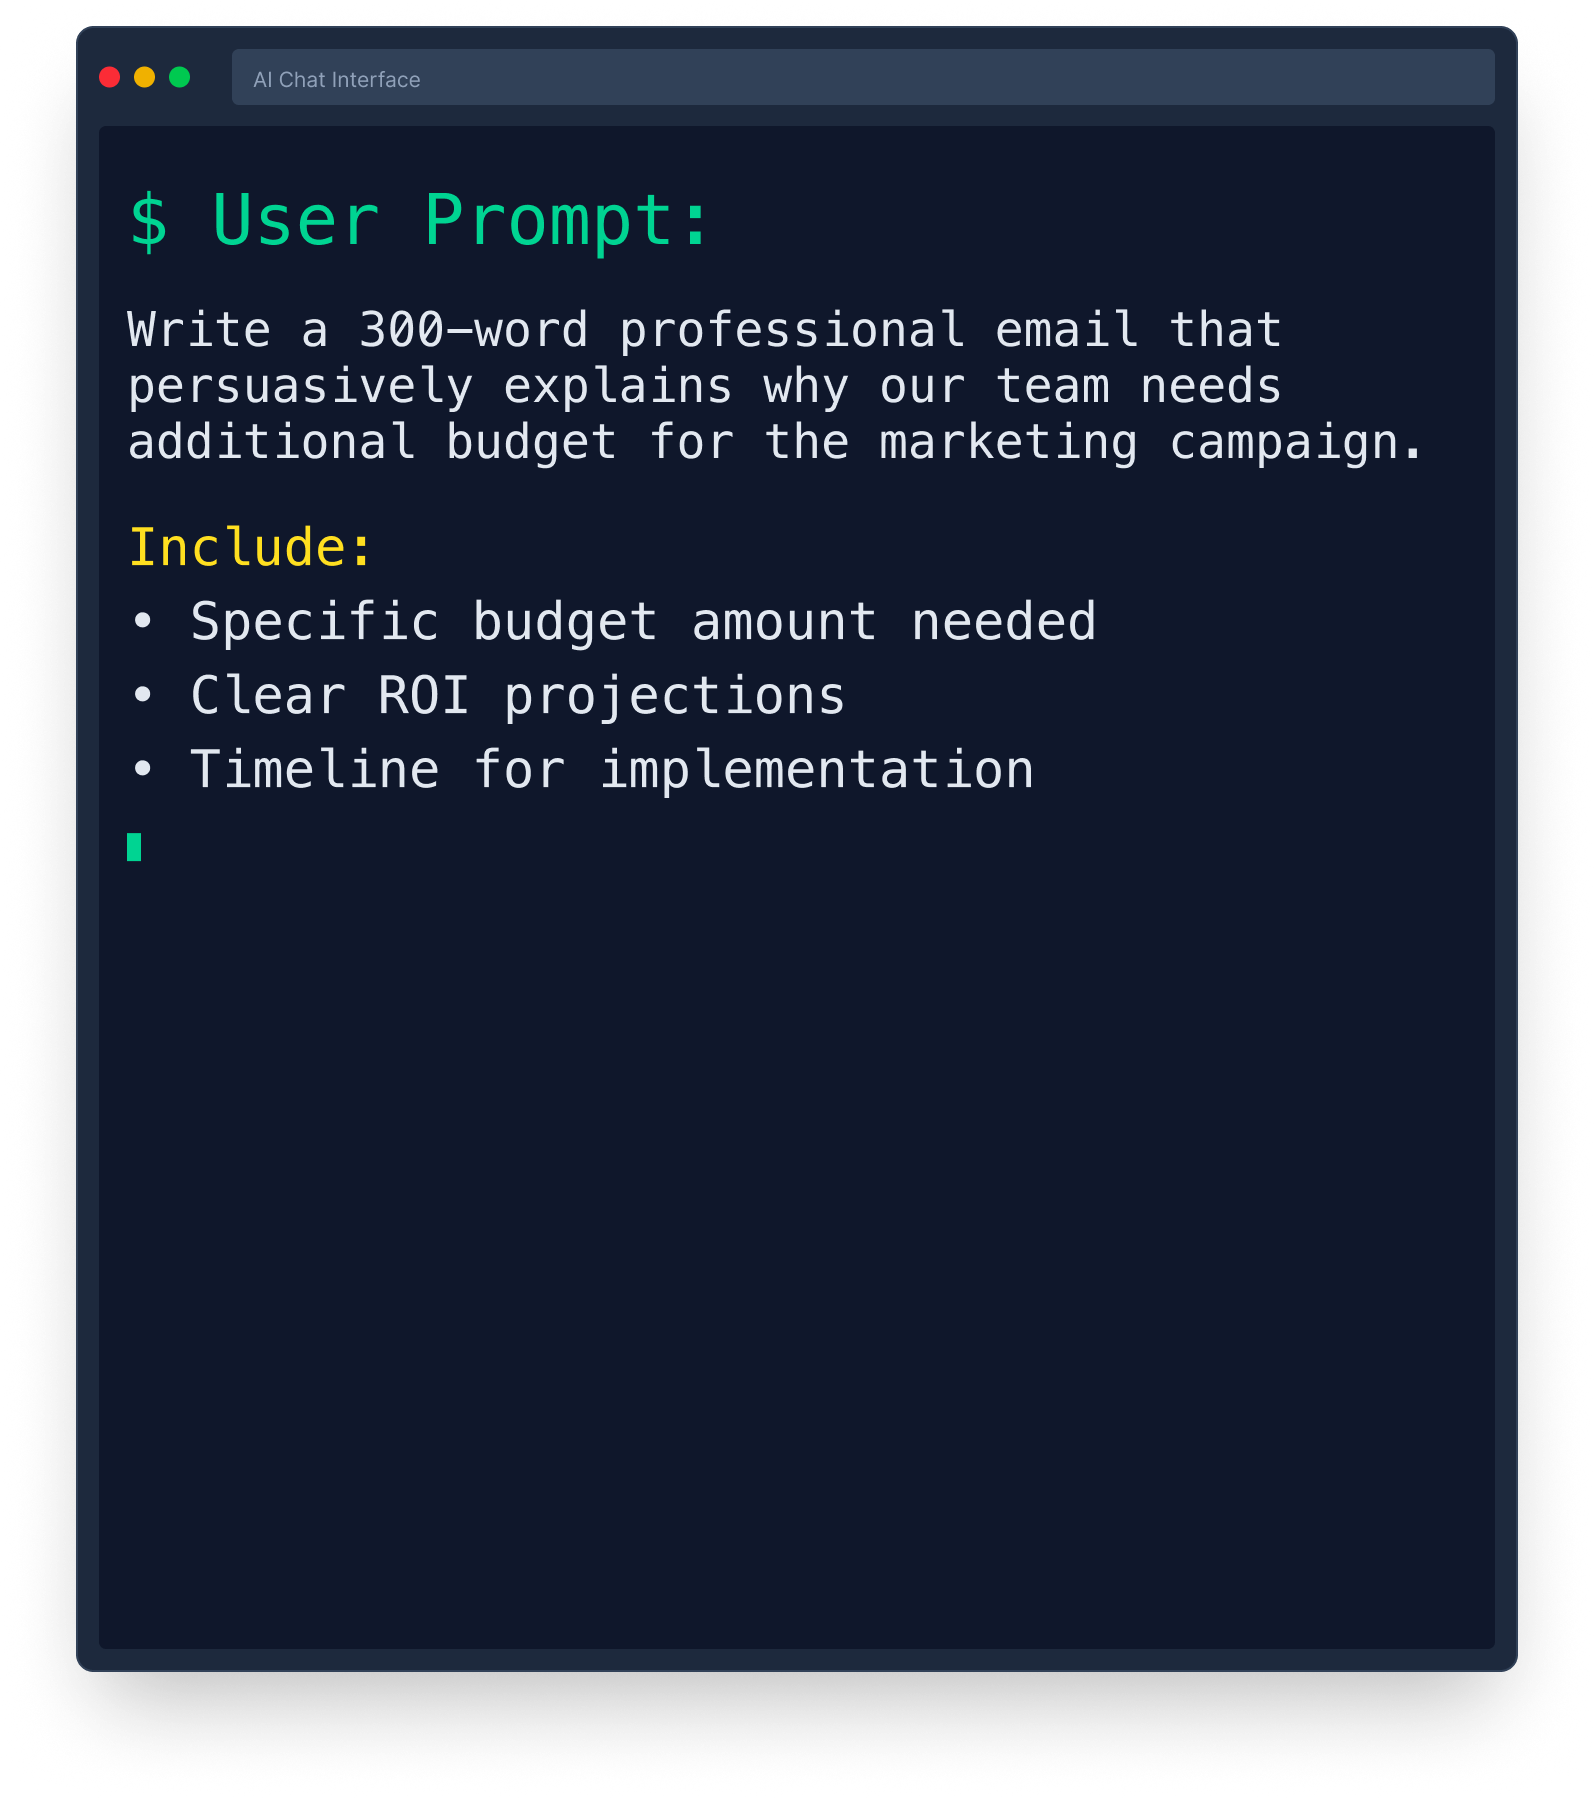 AI Chat Interface
$ User Prompt:
Write a 300-word professional email that
persuasively explains why our team needs
additional budget for the marketing campaign.
Include:
• Specific budget amount needed
• Clear ROI projections
• Timeline for implementation